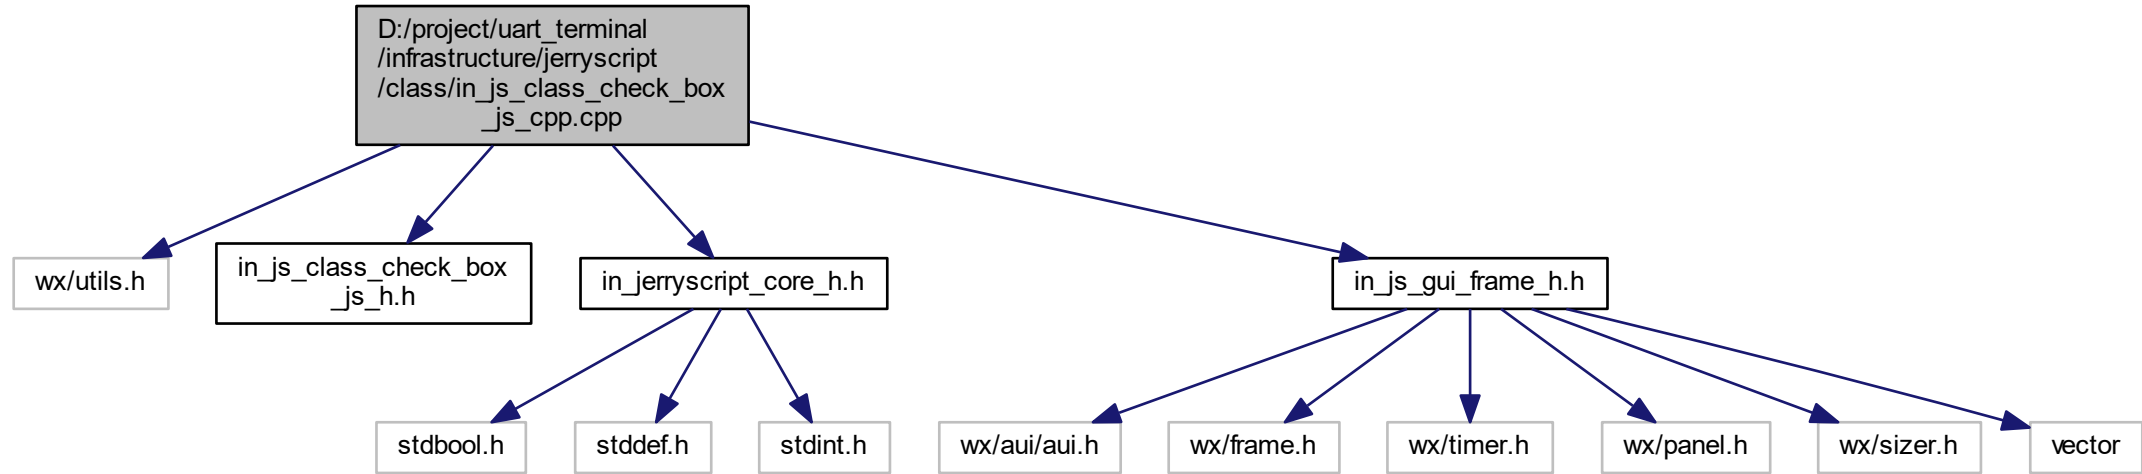 D:/project/uart_terminal
/infrastructure/jerryscript
/class/in_js_class_check_box
_js_cpp.cpp
wx/utils.h
in_js_class_check_box
_js_h.h
in_jerryscript_core_h.h
in_js_gui_frame_h.h
stdbool.h
stddef.h
stdint.h
wx/aui/aui.h
wx/frame.h
wx/timer.h
wx/panel.h
wx/sizer.h
vector